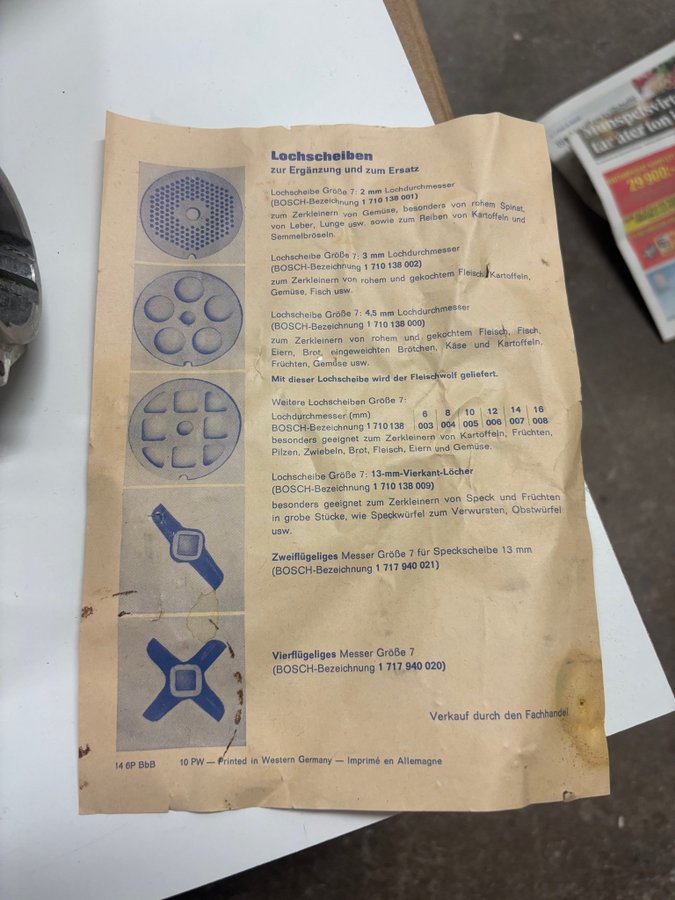 Lochscheiben
zur Ergänzung und zum Ersatz
Lochscheibe Größe 7: 2 mm Lochdurchmesser
(BOSCH-Bezeichnung 1 710 138 001)
zum Zerkleinern von Gemüse, besonders von rohem Spinat,
von Leber, Lunge usw. sowie zum Reiben von Kartoffeln und
Semmelbröseln.
Lochscheibe Größe 7: 3 mm Lochdurchmesser
(BOSCH-Bezeichnung 1 710 138 002)
zum Zerkleinern von rohem und gekochtem Fleisch, Kartoffeln,
Gemüse, Fisch usw.
Lochscheibe Größe 7: 4,5 mm Lochdurchmesser
(BOSCH-Bezeichnung 1 710 138 000)
zum Zerkleinern von rohem und gekochtem Fleisch, Fisch,
Eiern, Brot, eingeweichten Brötchen, Käse und Kartoffeln,
Früchten, Gemüse usw.
Mit dieser Lochscheibe wird der Fleischwolf geliefert.
Weitere Lochscheiben Größe 7:
Lochdurchmesser (mm) 6 8 10 12 14 16
BOSCH-Bezeichnung 1 710 138 003 004 005 006 007 008
besonders geeignet zum Zerkleinern von Kartoffeln, Früchten,
Pilzen, Zwiebeln, Brot, Fleisch, Eiern und Gemüse.
Lochscheibe Größe 7: 13-mm-Vierkant-Löcher
(BOSCH-Bezeichnung 1 710 138 009)
besonders geeignet zum Zerkleinern von Speck und Früchten
in grobe Stücke, wie Speckwürfel zum Verwursten, Obstwürfel
usw.
Zweiflügeliges Messer Größe 7 für Speckscheibe 13 mm
(BOSCH-Bezeichnung 1 717 940 021)
Vierflügeliges Messer Größe 7
(BOSCH-Bezeichnung 1 717 940 020)
Verkauf durch den Fachhandel
14 6P BbB 10 PW — Printed in Western Germany — Imprimé en Allemagne
29 900:-